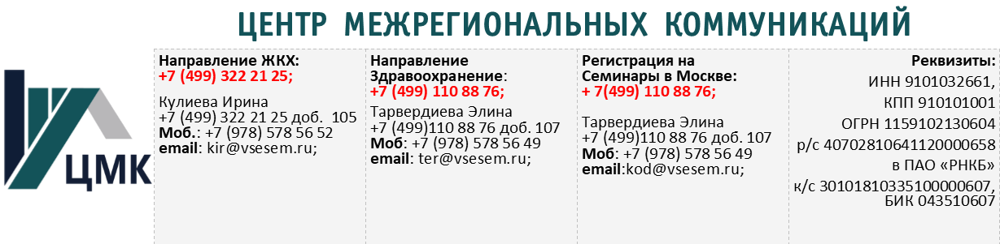 ЦЕНТР МЕЖРЕГИОНАЛЬНЫХ КОММУНИКАЦИЙ
ЦМК
Направление ЖКХ:
+7 (499) 322 21 25;
Кулиева Ирина
+7 (499) 322 21 25 доб. 105
Моб.: +7 (978) 578 56 52
email: kir@vsesem.ru;
Направление
Здравоохранение:
+7 (499) 110 88 76;
Тарвердиева Элина
+7 (499)110 88 76 доб. 107
Моб: +7 (978) 578 56 49
email: ter@vsesem.ru;
Регистрация на
Семинары в Москве:
+ 7(499) 110 88 76;
Тарвердиева Элина
+7 (499)110 88 76 доб. 107
Моб: +7 (978) 578 56 49
email:kod@vsesem.ru;
Реквизиты:
ИНН 9101032661,
КПП 910101001
ОГРН 1159102130604
р/с 40702810641120000658
в ПАО «РНКБ»
к/с 30101810335100000607,
БИК 043510607